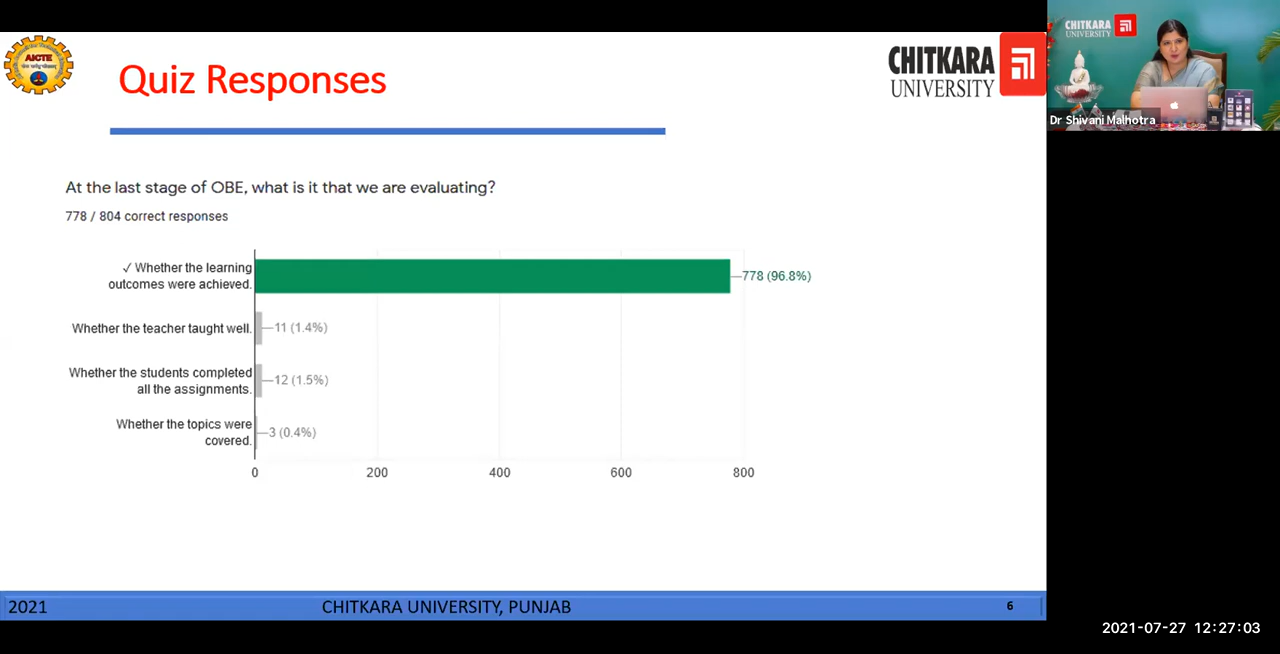 AICTE
Quiz Responses
CHITKARA
UNIVERSITY
CHITKARA
UNIVERSITY
Dr Shivani Malhotra
At the last stage of OBE, what is it that we are evaluating?
778 / 804 correct responses
✓ Whether the learning
outcomes were achieved.
778 (96.8%)
Whether the teacher taught well.
11 (1.4%)
Whether the students completed
all the assignments.
12 (1.5%)
Whether the topics were
covered.
3 (0.4%)
0 200 400 600 800
2021 CHITKARA UNIVERSITY, PUNJAB 6
2021-07-27 12:27:03